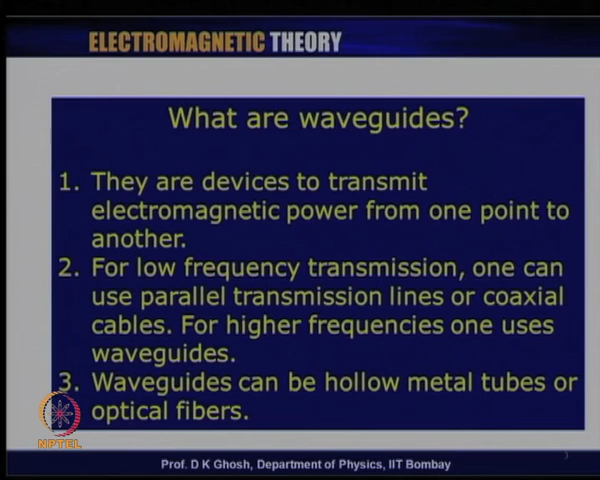 ELECTROMAGNETIC THEORY
What are waveguides?
1. They are devices to transmit
electromagnetic power from one point to
another.
2. For low frequency transmission, one can
use parallel transmission lines or coaxial
cables. For higher frequencies one uses
waveguides.
3. Waveguides can be hollow metal tubes or
optical fibers.
NPTEL
3
Prof. D K Ghosh, Department of Physics, IIT Bombay